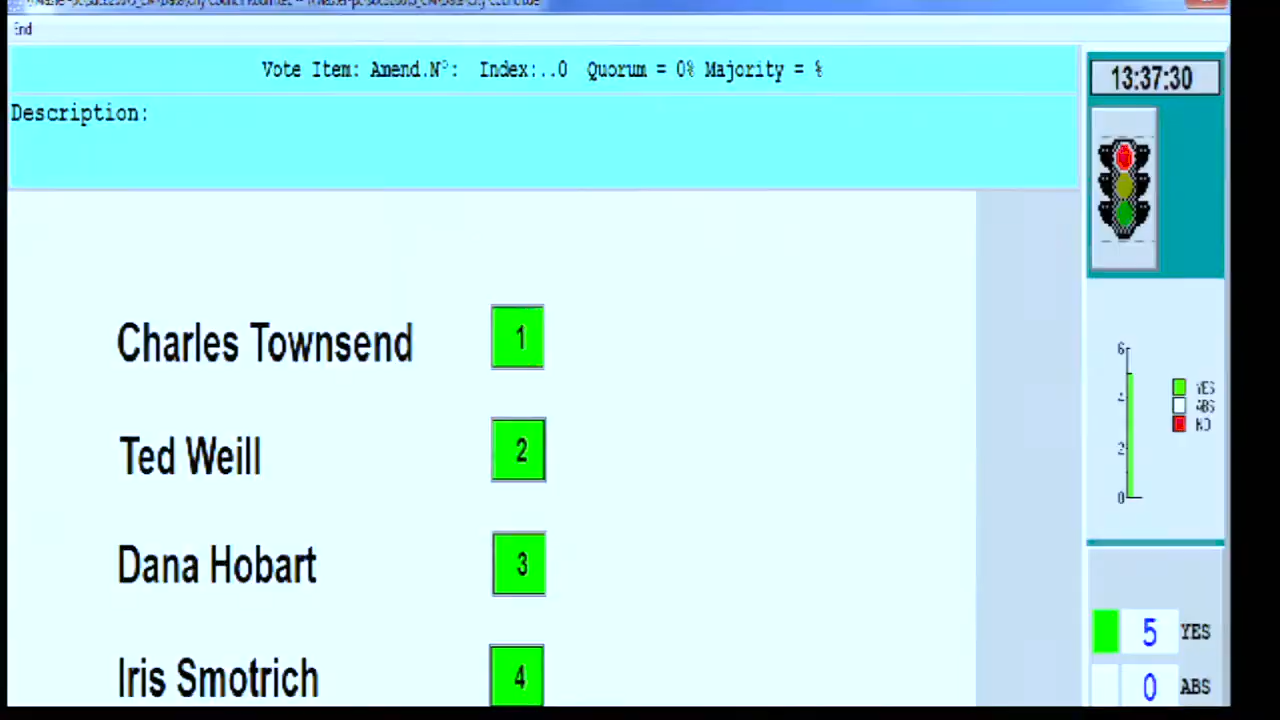 End
Vote Item: Amend.N°: Index:..0 Quorum = 0% Majority = %
13:37:30
Description:
Charles Townsend 1
Ted Weill 2
Dana Hobart 3
Iris Smotrich 4
6
4
2
0
YES
ABS
NO
5 YES
0 ABS